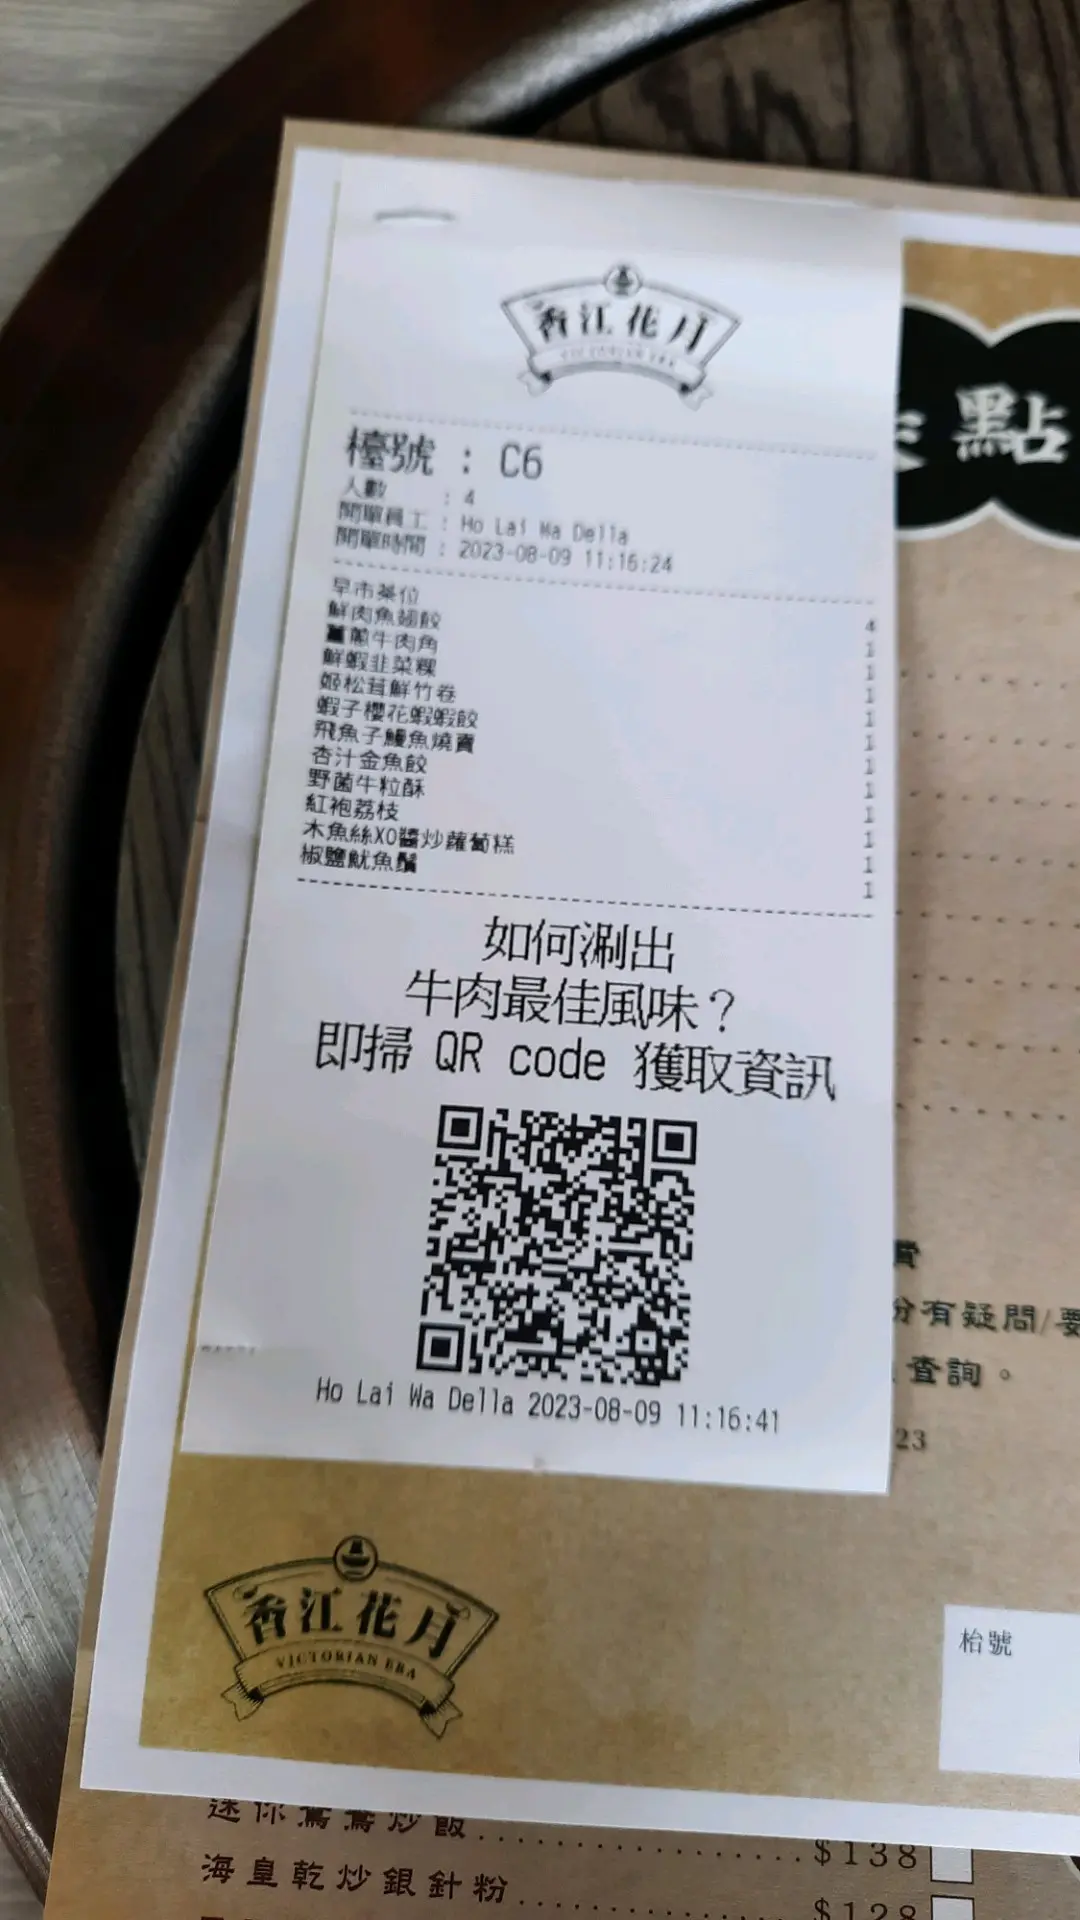 香江花月
VICTORIAN ERA
檯號 : C6
人數 : 4
開單員工 : Ho Lai Wa Della
開單時間 : 2023-08-09 11:16:24
早市茶位 4
鮮肉魚翅餃 1
薑蔥牛肉角 1
鮮蝦韭菜粿 1
姬松茸鮮竹卷 1
蝦子櫻花蝦蝦餃 1
飛魚子鰻魚燒賣 1
杏汁金魚餃 1
野菌牛粒酥 1
紅袍荔枝 1
木魚絲XO醬炒蘿蔔糕 1
椒鹽魷魚鬚 1
如何涮出
牛肉最佳風味？
即掃 QR code 獲取資訊
Ho Lai Wa Della 2023-08-09 11:16:41
點
有疑問/要
查詢。
23
香江花月
VICTORIAN ERA
枱號
迷你鴛鴦炒飯 $138
海皇乾炒銀針粉 $128